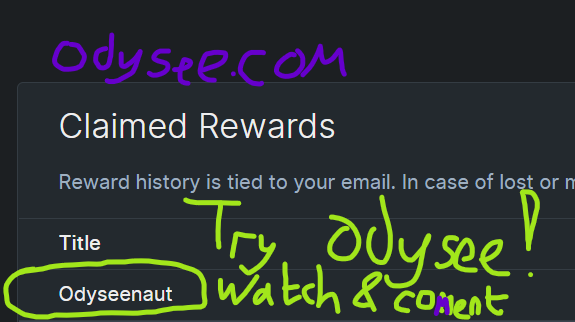 Odysee.com
Claimed Rewards
Reward history is tied to your email. In case of lost or m
Title
Try Odysee!
Odyseenaut
Watch & coment